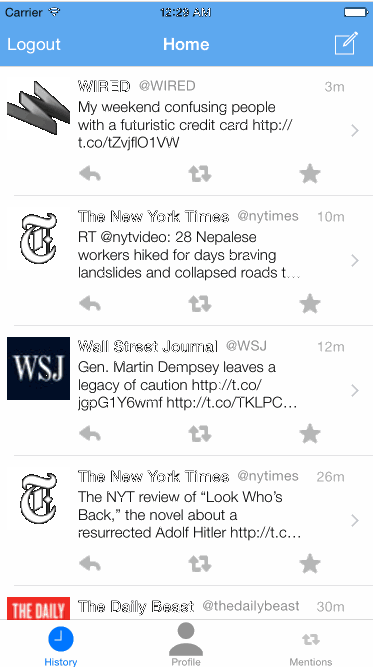 Carrier 12:29 AM
Logout Home
WIRED @WIRED 3m
My weekend confusing people
with a futuristic credit card http://
t.co/tZvjflO1VW
The New York Times @nytimes 10m
RT @nytvideo: 28 Nepalese
workers hiked for days braving
landslides and collapsed roads t...
WSJ
Wall Street Journal @WSJ 12m
Gen. Martin Dempsey leaves a
legacy of caution http://t.co/
jgpG1Y6wmf http://t.co/TKLPC...
The New York Times @nytimes 26m
The NYT review of “Look Who's
Back,” the novel about a
resurrected Adolf Hitler http://t.c...
THE DAILY
The Daily Beast @thedailybeast 30m
History Profile Mentions